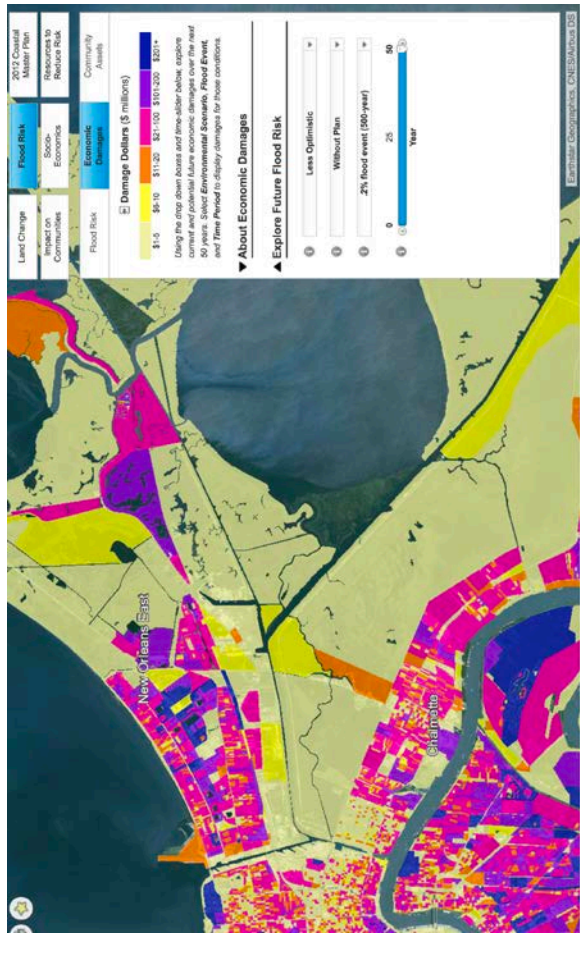 Land Change
Flood Risk
2012 Coastal
Master Plan
Impact on
Communities
Socio-
Economics
Resources to
Reduce Risk
Flood Risk
Economic
Damages
Community
Assets
Damage Dollars ($ millions)
$1-5
$6-10
$11-20
$21-100
$101-200
$201+
Using the drop down boxes and time-slider below, explore
current and potential future economic damages over the next
50 years. Select Environmental Scenario, Flood Event,
and Time Period to display damages for those conditions.
▼ About Economic Damages
▲ Explore Future Flood Risk
Less Optimistic
Without Plan
.2% flood event (500-year)
0
25
50
Year
New Orleans East
Chalmette
Earthstar Geographics, CNES/Airbus DS